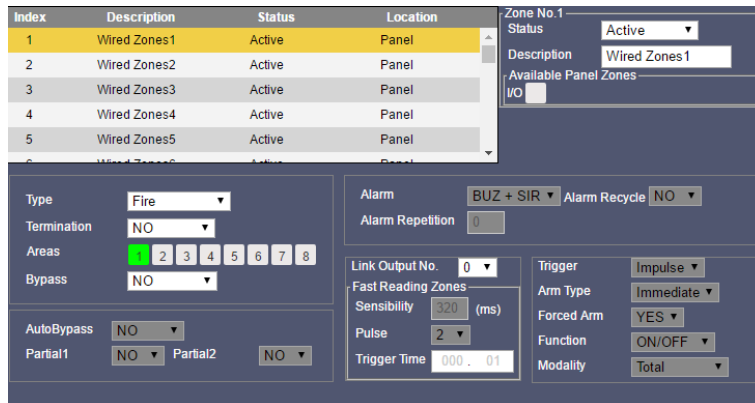 Index Description Status Location
1 Wired Zones1 Active Panel
2 Wired Zones2 Active Panel
3 Wired Zones3 Active Panel
4 Wired Zones4 Active Panel
5 Wired Zones5 Active Panel
6 Wired Zones6 Active Panel
Zone No.1
Status Active
Description Wired Zones1
Available Panel Zones
I/O
Type Fire
Termination NO
Areas 1 2 3 4 5 6 7 8
Bypass NO
AutoBypass NO
Partial1 NO Partial2 NO
Alarm BUZ + SIR Alarm Recycle NO
Alarm Repetition 0
Link Output No. 0
Fast Reading Zones
Sensibility 320 (ms)
Pulse 2
Trigger Time 000 . 01
Trigger Impulse
Arm Type Immediate
Forced Arm YES
Function ON/OFF
Modality Total